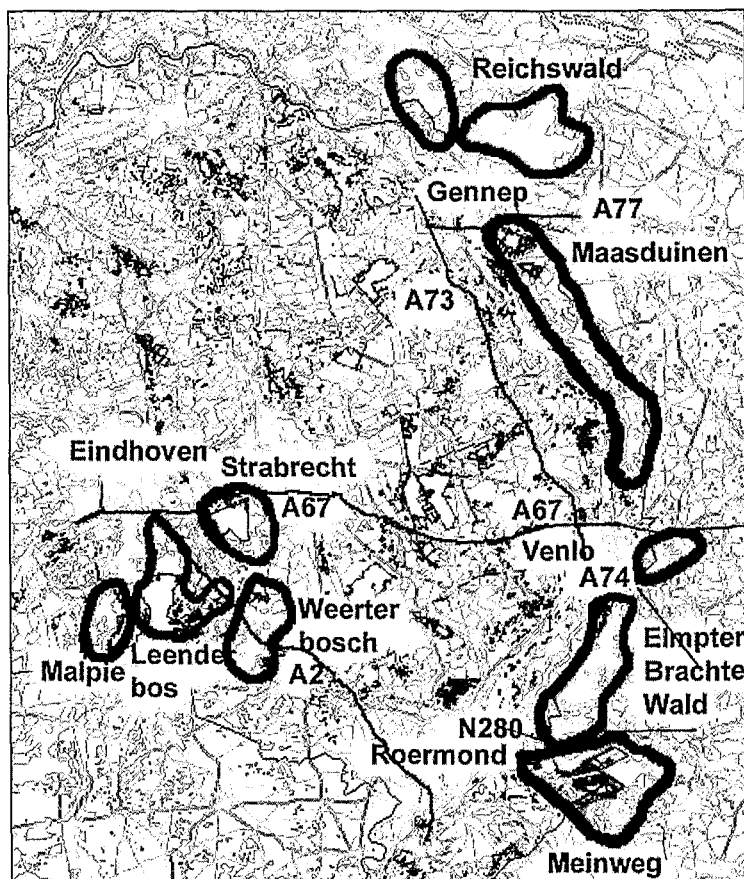 Reichswald
Gennep
A77
Maasduinen
A73
Eindhoven
Strabrecht
A67
A67
Venlo
A74
Weerter
bosch
Elmpter
Brachte
Wald
Malpie
Leende
bos
A2
N280
Roermond
Meinweg